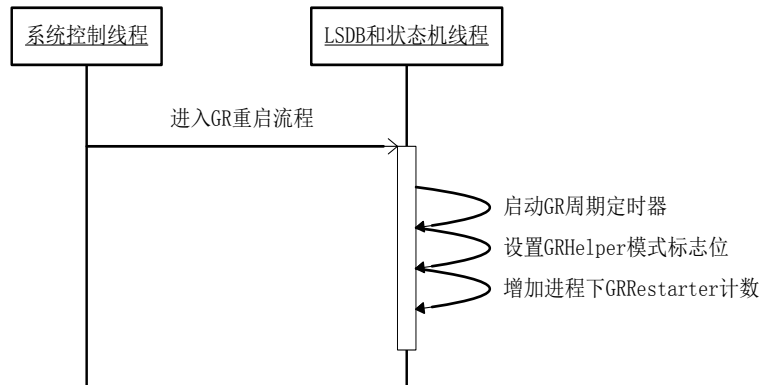 系统控制线程
LSDB和状态机线程
进入GR重启流程
启动GR周期定时器
设置GRHelper模式标志位
增加进程下GRRestarter计数